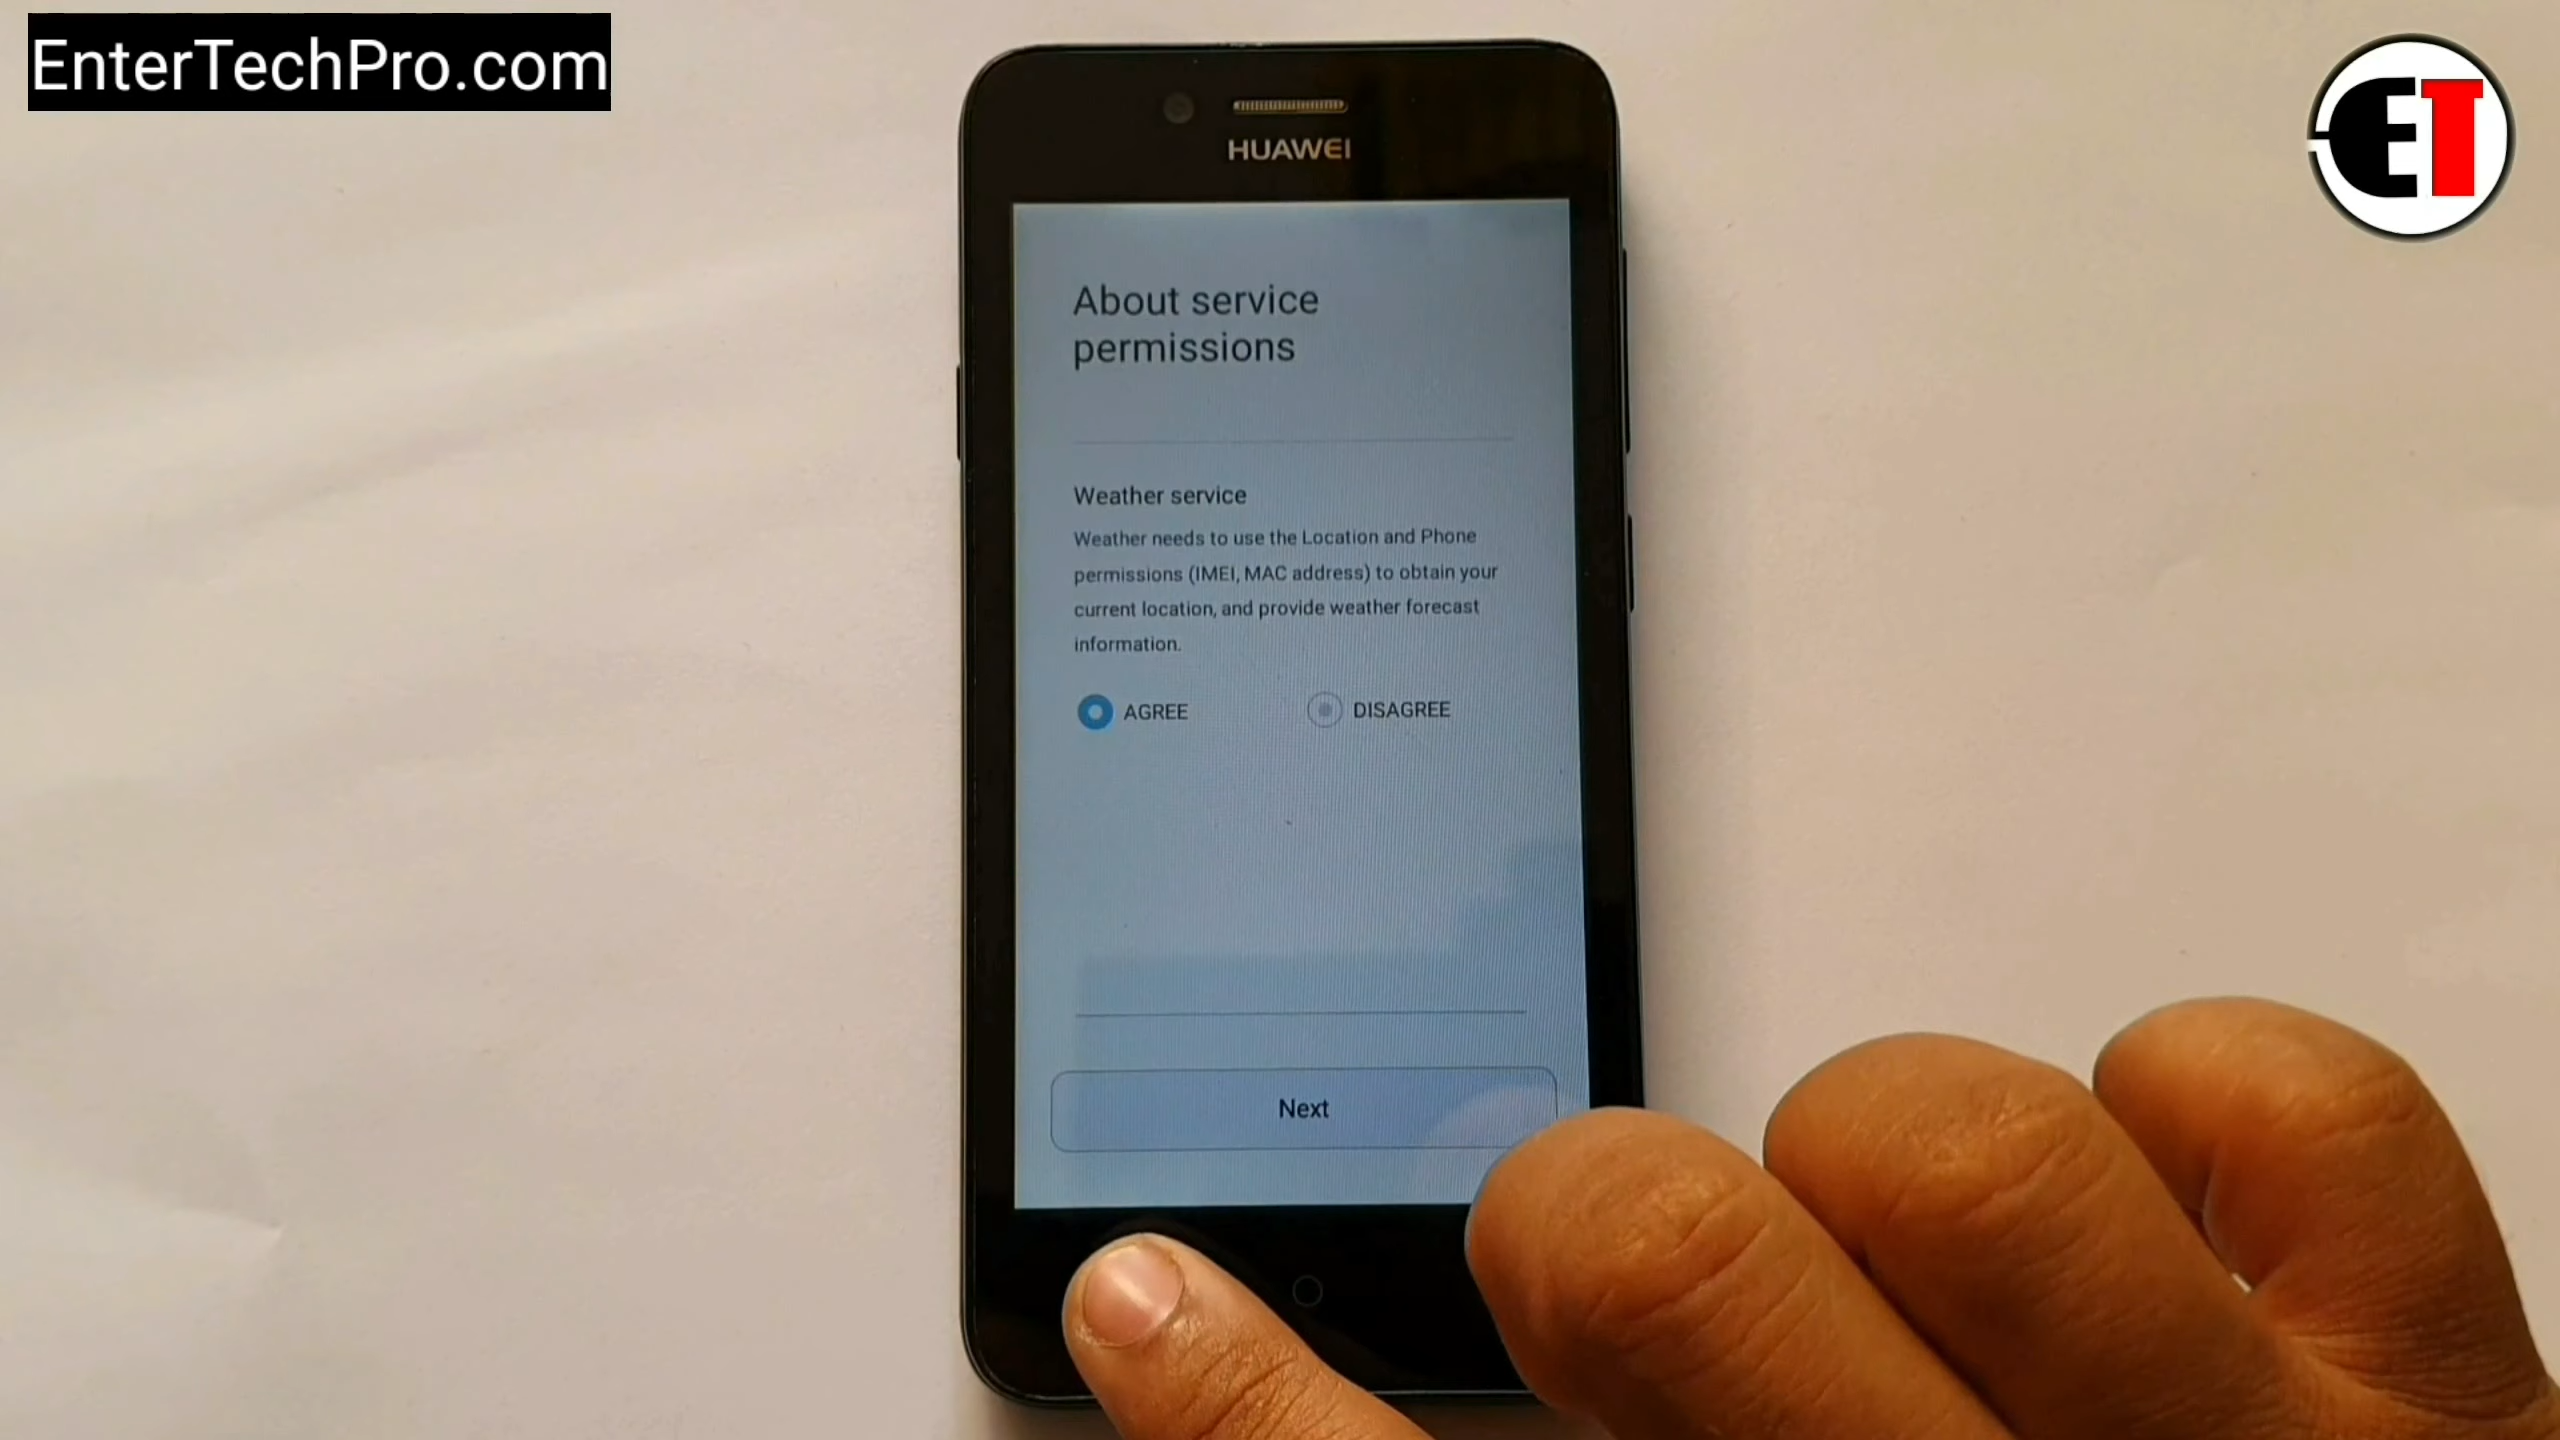 EnterTechPro.com
ET
HUAWEI
About service
permissions
Weather service
Weather needs to use the Location and Phone
permissions (IMEI, MAC address) to obtain your
current location, and provide weather forecast
information.
AGREE DISAGREE
Next